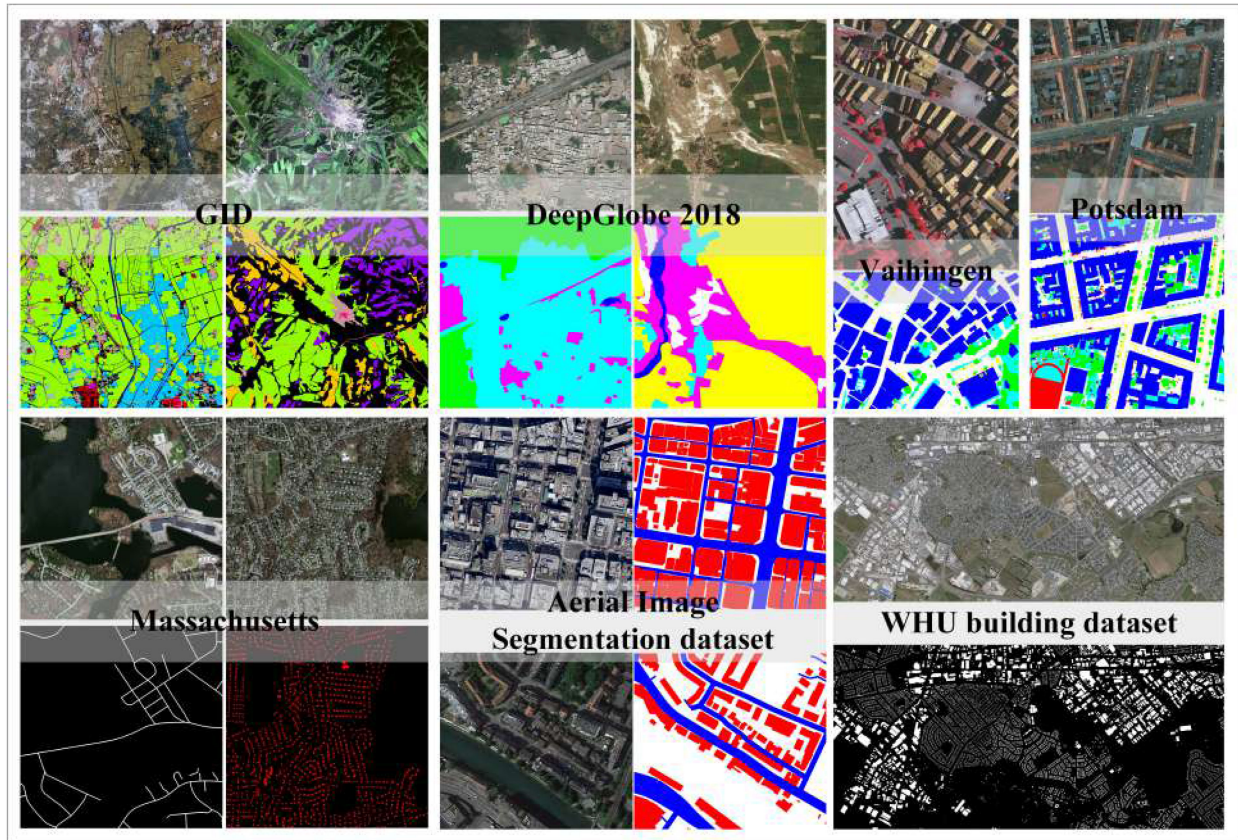 GID
DeepGlobe 2018
Potsdam
Vaihingen
Massachusetts
Aerial Image
Segmentation dataset
WHU building dataset